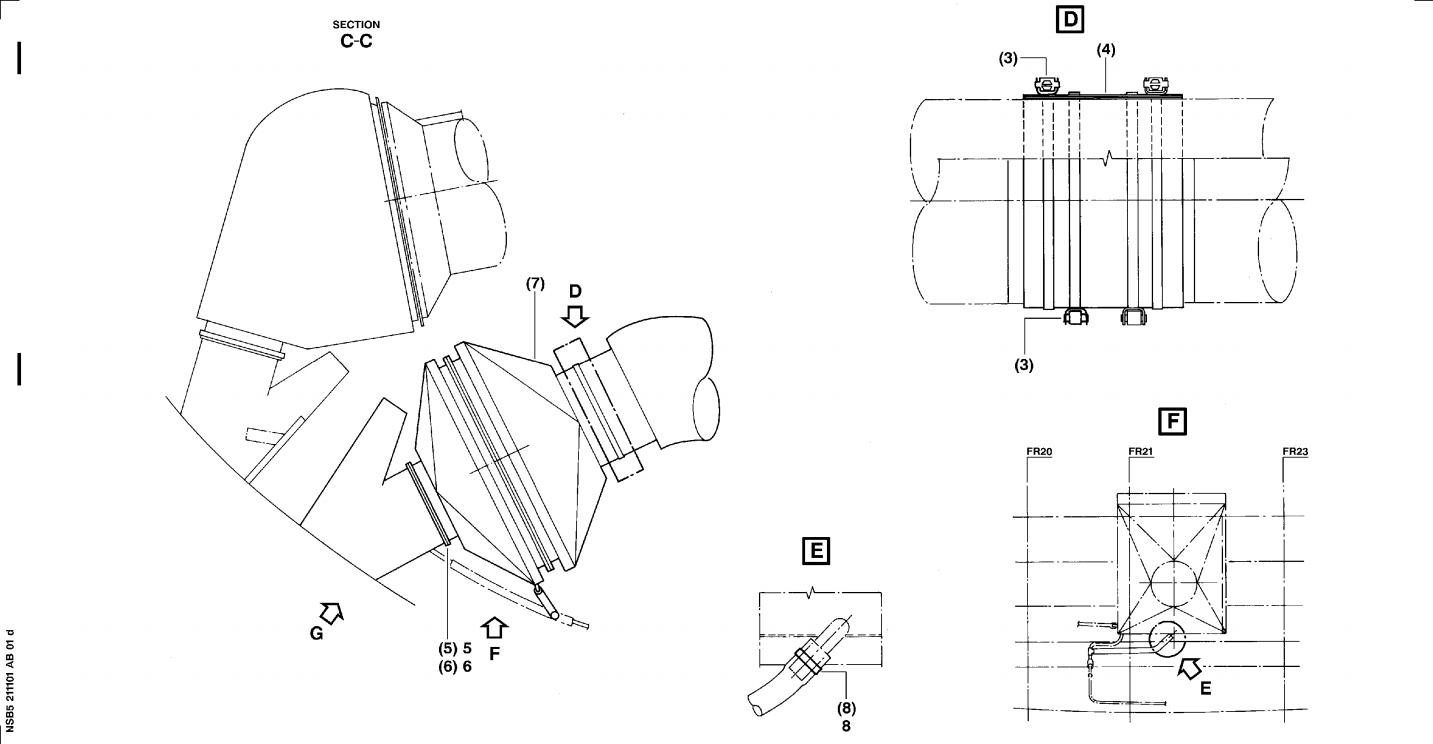 SECTION
C-C
D
(3)
(4)
(3)
(7)
D
G
(5) 5
(6) 6
F
E
(8)
8
F
FR20
FR21
FR23
E
NSB5 211101 AB 01 d